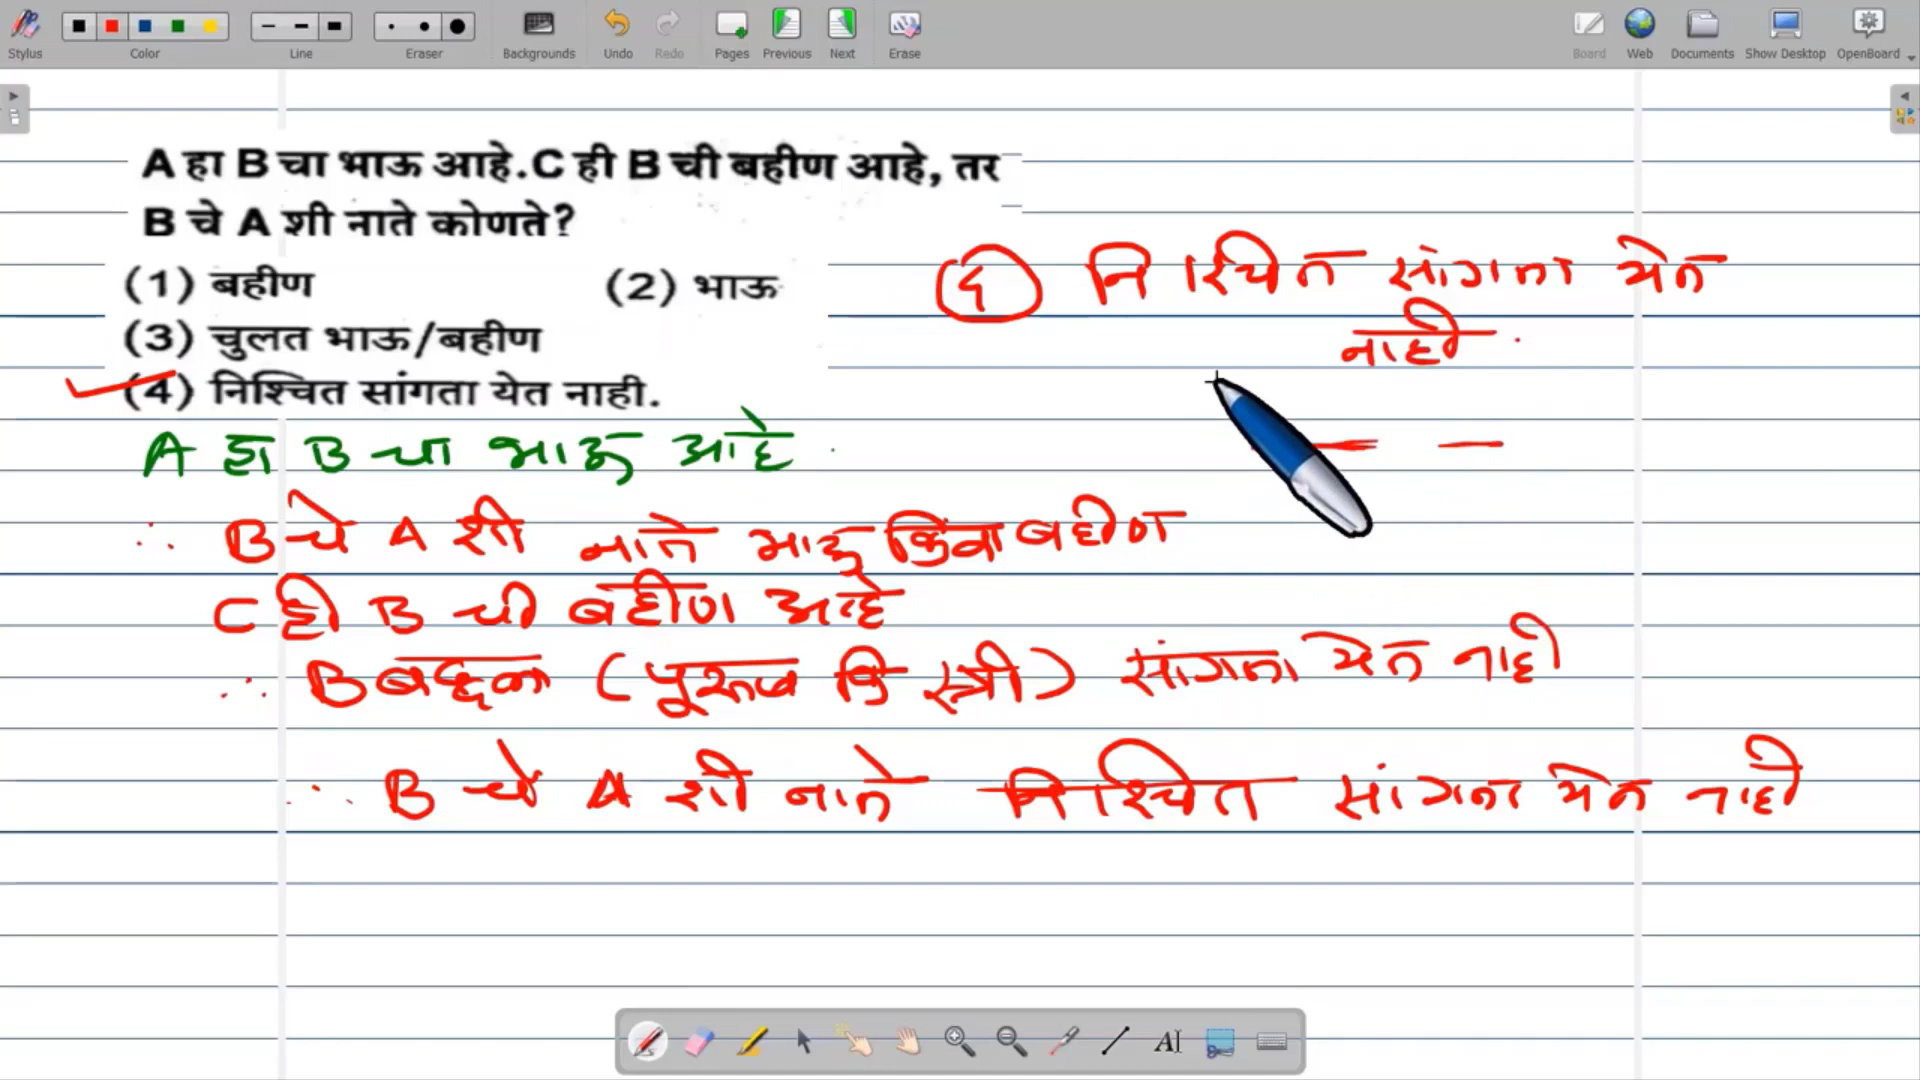 Stylus Color Line Eraser Backgrounds Undo Redo Pages Previous Next Erase Board Web Documents Show Desktop OpenBoard
A हा B चा भाऊ आहे.C ही B ची बहीण आहे, तर
B चे A शी नाते कोणते?
(1) बहीण (2) भाऊ
(3) चुलत भाऊ/बहीण
(4) निश्चित सांगता येत नाही.
४ निश्चित सांगता येत
नाही.
A हा B चा भाऊ आहे.
∴ B चे A शी नाते भाऊ किंवा बहीण
C ही B ची बहीण आहे
∴ B बद्दल (पुरूष कि स्त्री) सांगता येत नाही
∴ B चे A शी नाते निश्चित सांगता येत नाही